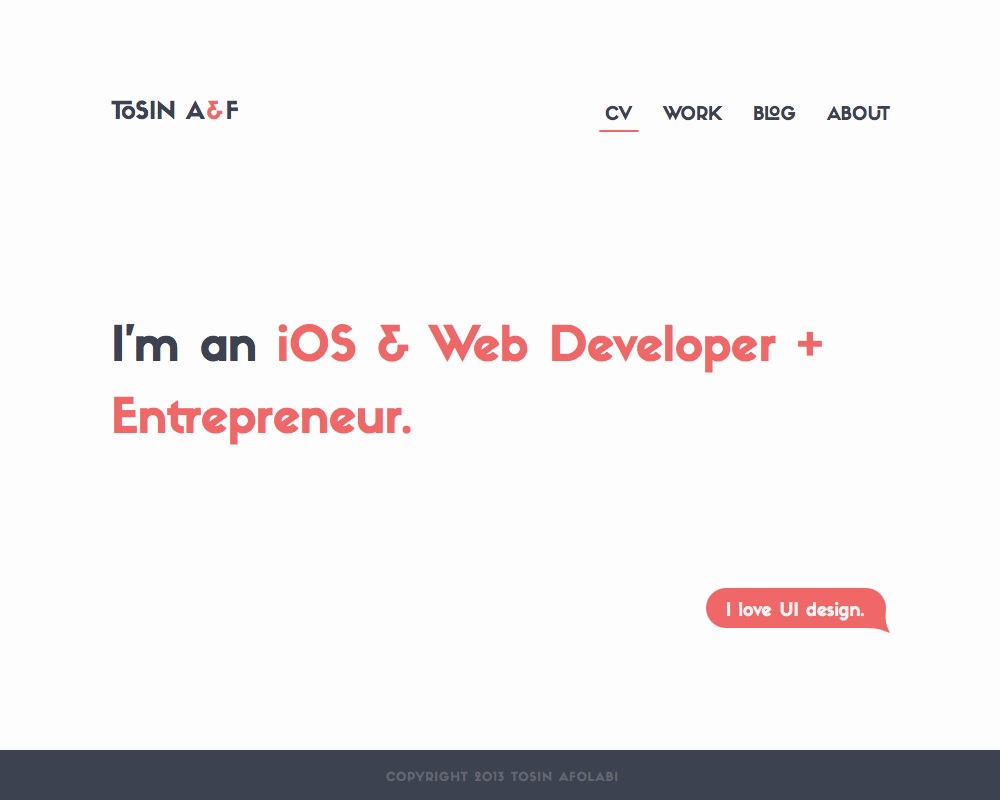 ToSIN A&F
CV WORK BLoG ABOUT
I'm an iOS & Web Developer +
Entrepreneur.
I love UI design.
COPYRIGHT 2013 TOSIN AFOLABI